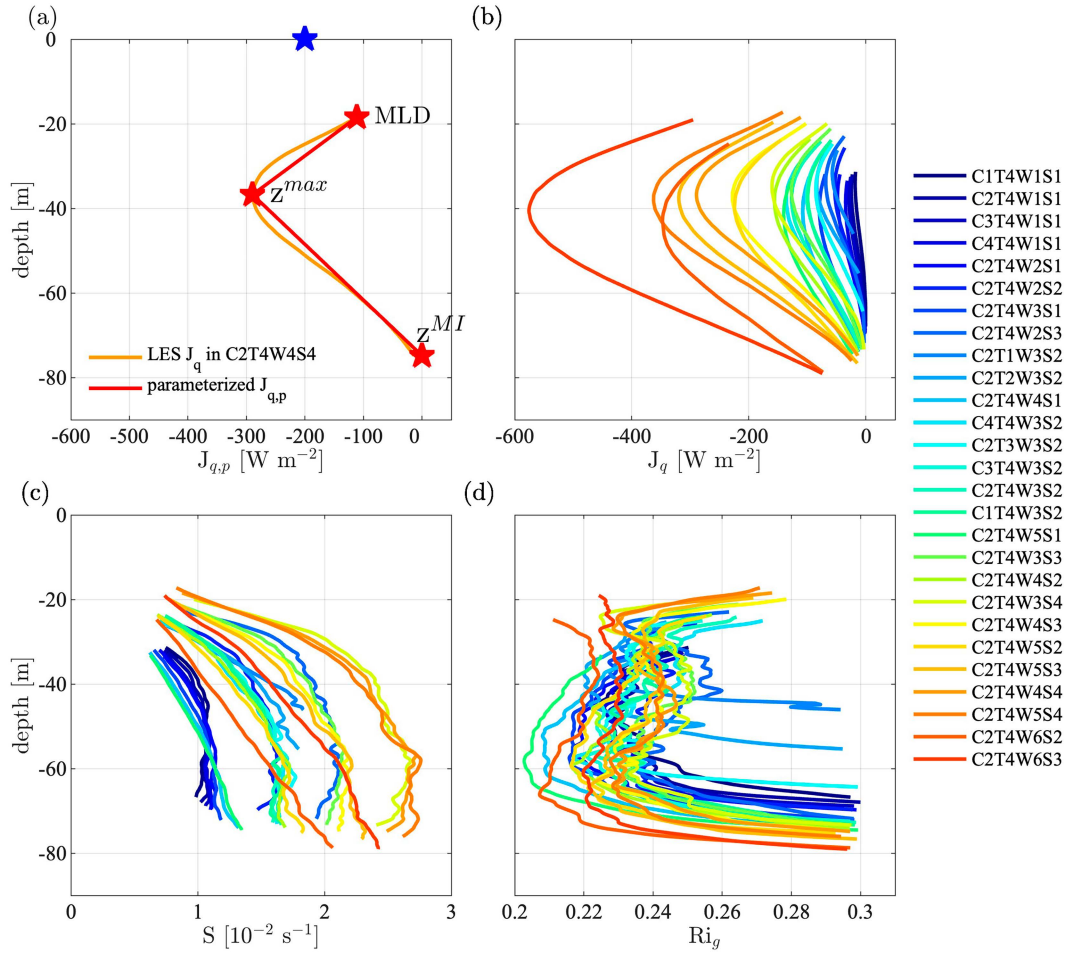 (a)
0
-20
-40
-60
-80
depth [m]
MLD
z^{max}
z^{MI}
LES J_q in C2T4W4S4
parameterized J_{q,p}
-600 -500 -400 -300 -200 -100 0
J_{q,p} [W m^{-2}]
(b)
-600 -400 -200 0
J_q [W m^{-2}]
(c)
0
-20
-40
-60
-80
depth [m]
0 1 2 3
S [10^{-2} s^{-1}]
(d)
0.2 0.22 0.24 0.26 0.28 0.3
Ri_g
C1T4W1S1
C2T4W1S1
C3T4W1S1
C4T4W1S1
C2T4W2S1
C2T4W2S2
C2T4W3S1
C2T4W2S3
C2T1W3S2
C2T2W3S2
C2T4W4S1
C4T4W3S2
C2T3W3S2
C3T4W3S2
C2T4W3S2
C1T4W3S2
C2T4W5S1
C2T4W3S3
C2T4W4S2
C2T4W3S4
C2T4W4S3
C2T4W5S2
C2T4W5S3
C2T4W4S4
C2T4W5S4
C2T4W6S2
C2T4W6S3